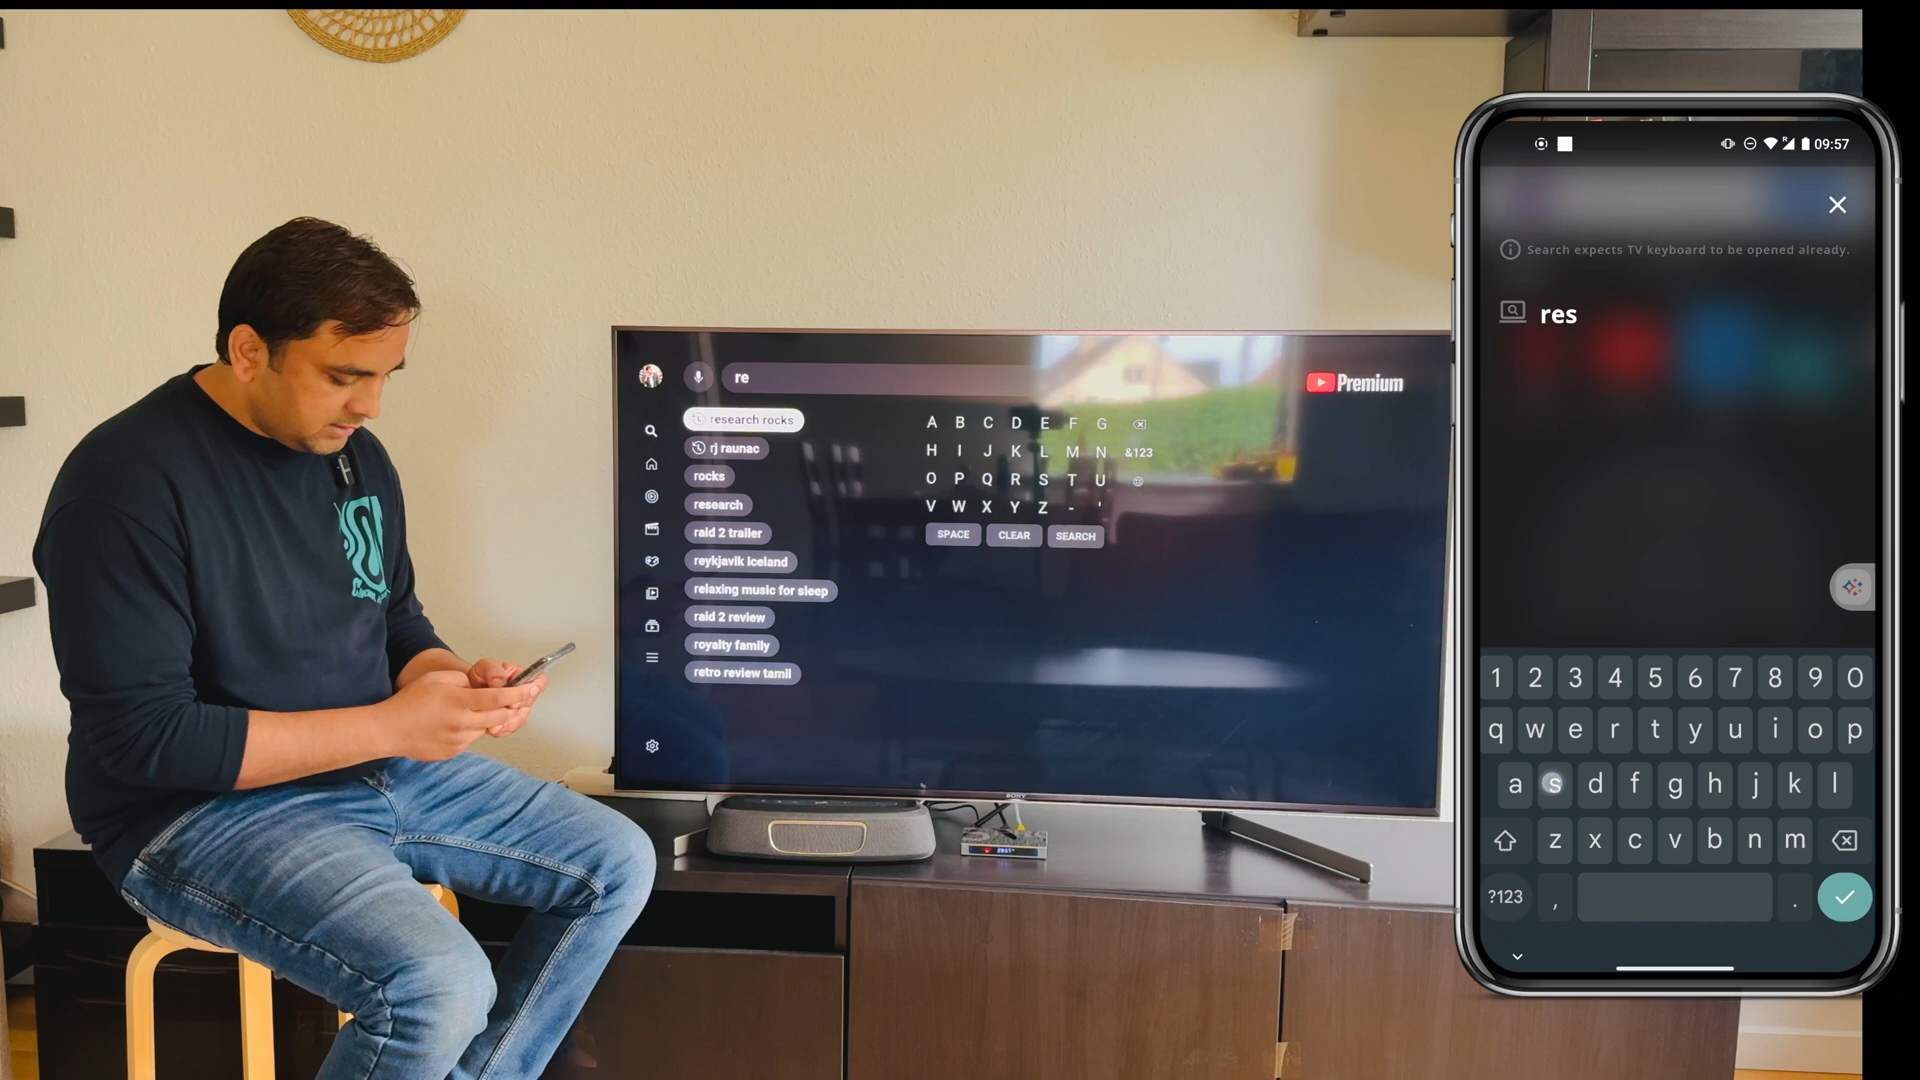 re
Premium
research rocks
rj raunac
rocks
research
raid 2 trailer
reykjavik iceland
relaxing music for sleep
raid 2 review
royalty family
retro review tamil
A B C D E F G
H I J K L M N &123
O P Q R S T U
V W X Y Z - '
SPACE CLEAR SEARCH
SONY
09:57
Search expects TV keyboard to be opened already.
res
1 2 3 4 5 6 7 8 9 0
q w e r t y u i o p
a s d f g h j k l
z x c v b n m
?123 , .